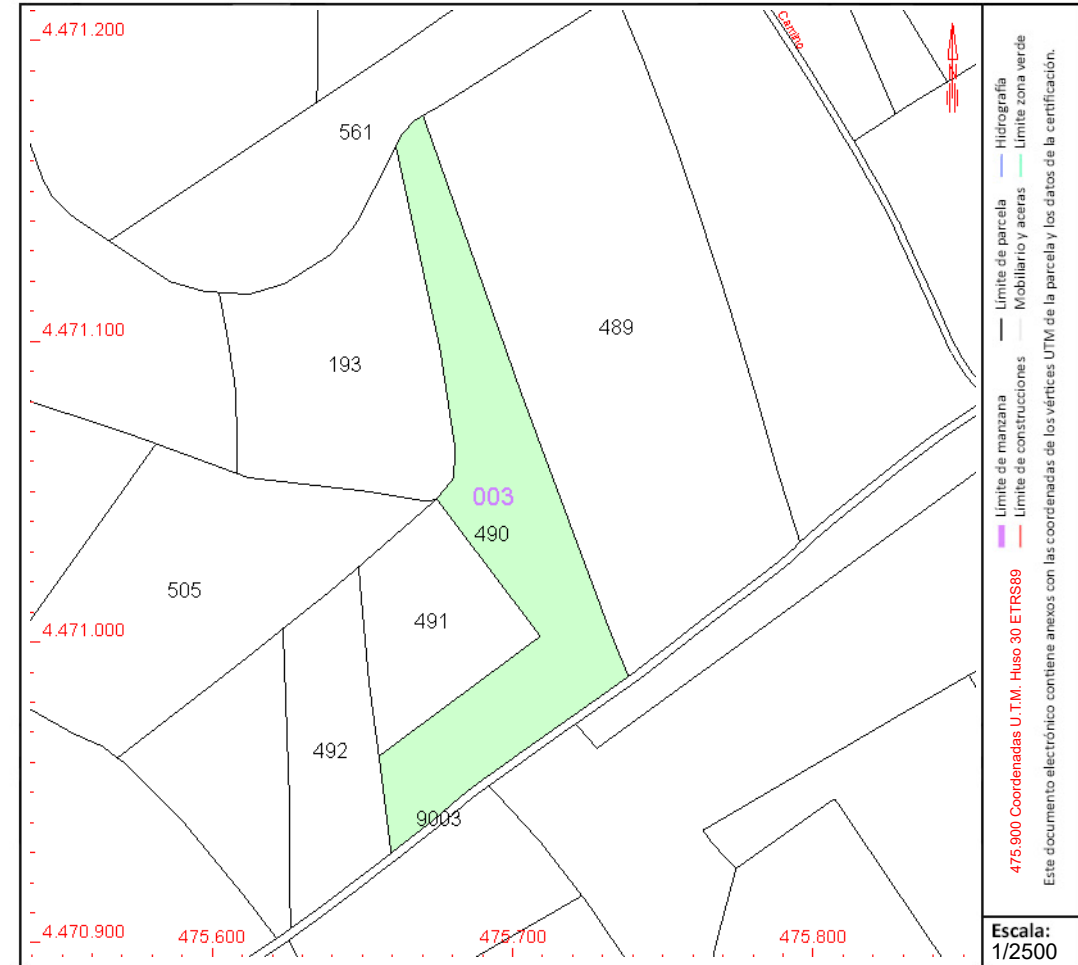 4.471.200
Camino
561
4.471.100
489
193
003
490
505
4.471.000
491
492
9003
4.470.900
475.600
475.700
475.800
N
475.900 Coordenadas U.T.M. Huso 30 ETRS89
Límite de manzana
Límite de parcela
Hidrografía
Límite de construcciones
Mobiliario y aceras
Límite zona verde
Este documento electrónico contiene anexos con las coordenadas de los vértices UTM de la parcela y los datos de la certificación.
Escala:
1/2500